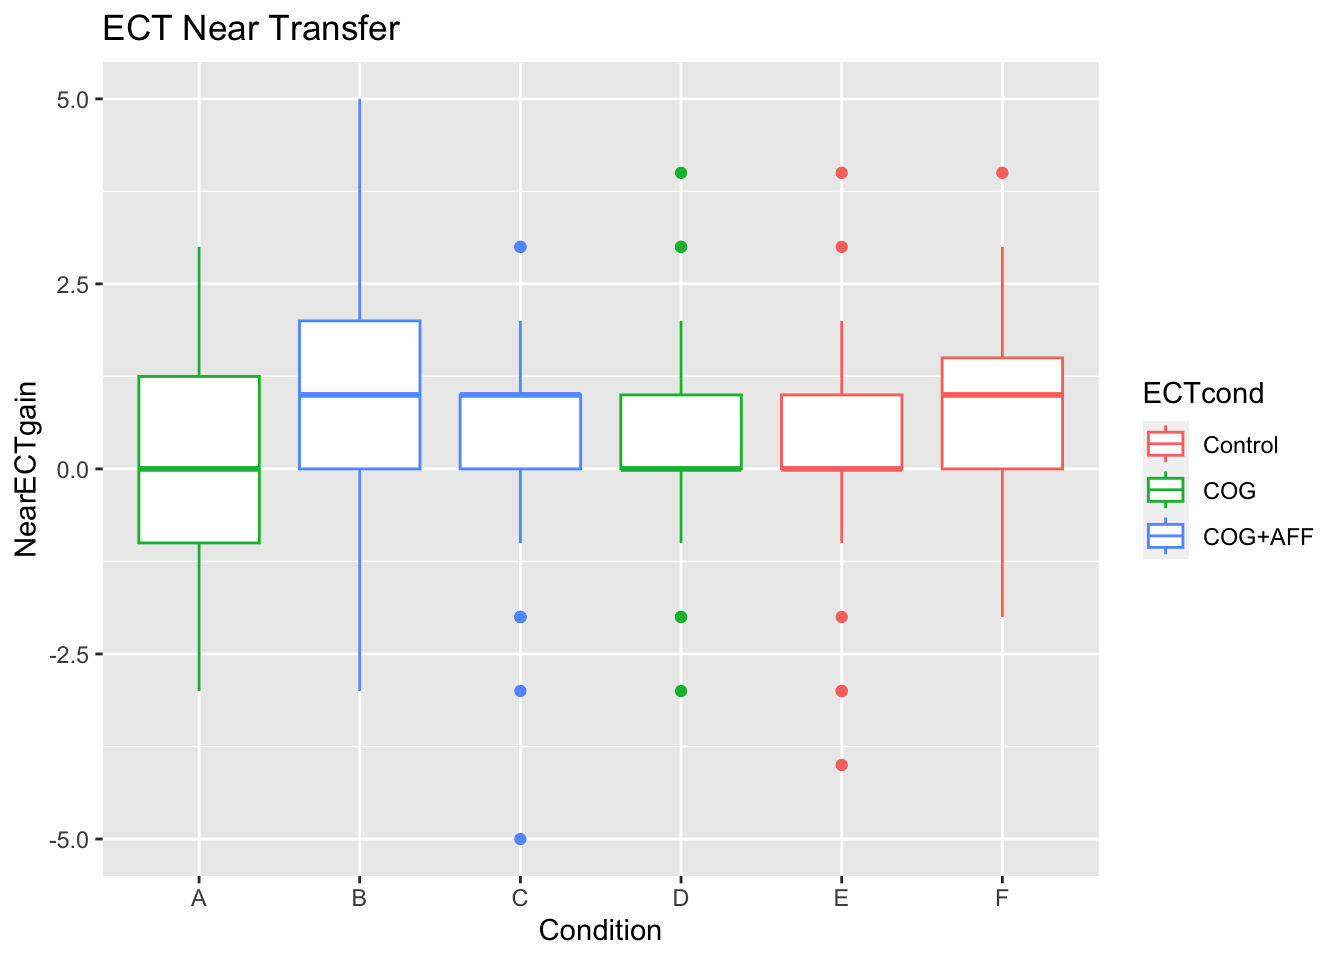 ECT Near Transfer
5.0
2.5
0.0
-2.5
-5.0
NearECTgain
A B C D E F
Condition
ECTcond
Control
COG
COG+AFF